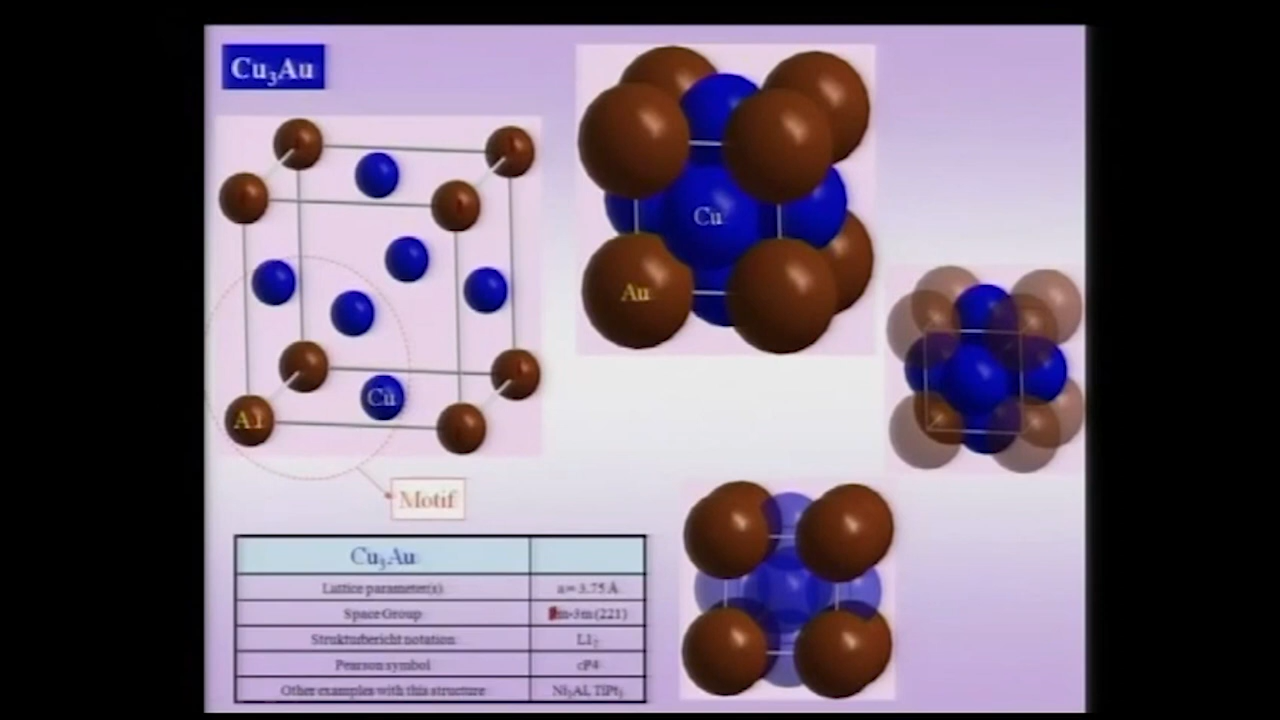 Cu₃Au
Cu
Au
Cu
Motif
Cu₃Au
Lattice parameter(s) a = 3.75 Å
Space Group m-3m (221)
Strukturbericht notation L1₂
Pearson symbol cP4
Other examples with this structure Ni₃Al, TiPt₃